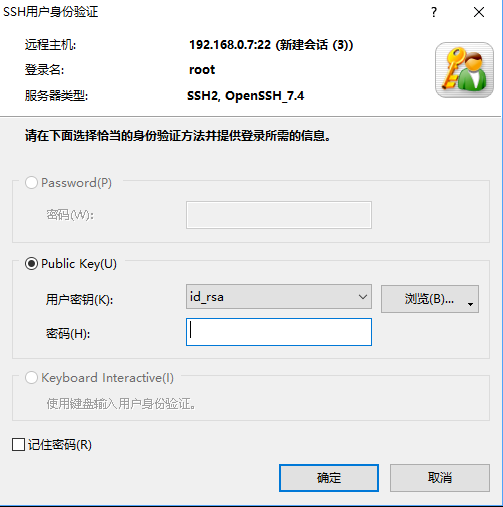 SSH用户身份验证
?
远程主机: 192.168.0.7:22 (新建会话 (3))
登录名: root
服务器类型: SSH2, OpenSSH_7.4
请在下面选择恰当的身份验证方法并提供登录所需的信息。
Password(P)
密码(W):
Public Key(U)
用户密钥(K): id_rsa 浏览(B)...
密码(H):
Keyboard Interactive(I)
使用键盘输入用户身份验证。
记住密码(R)
确定 取消